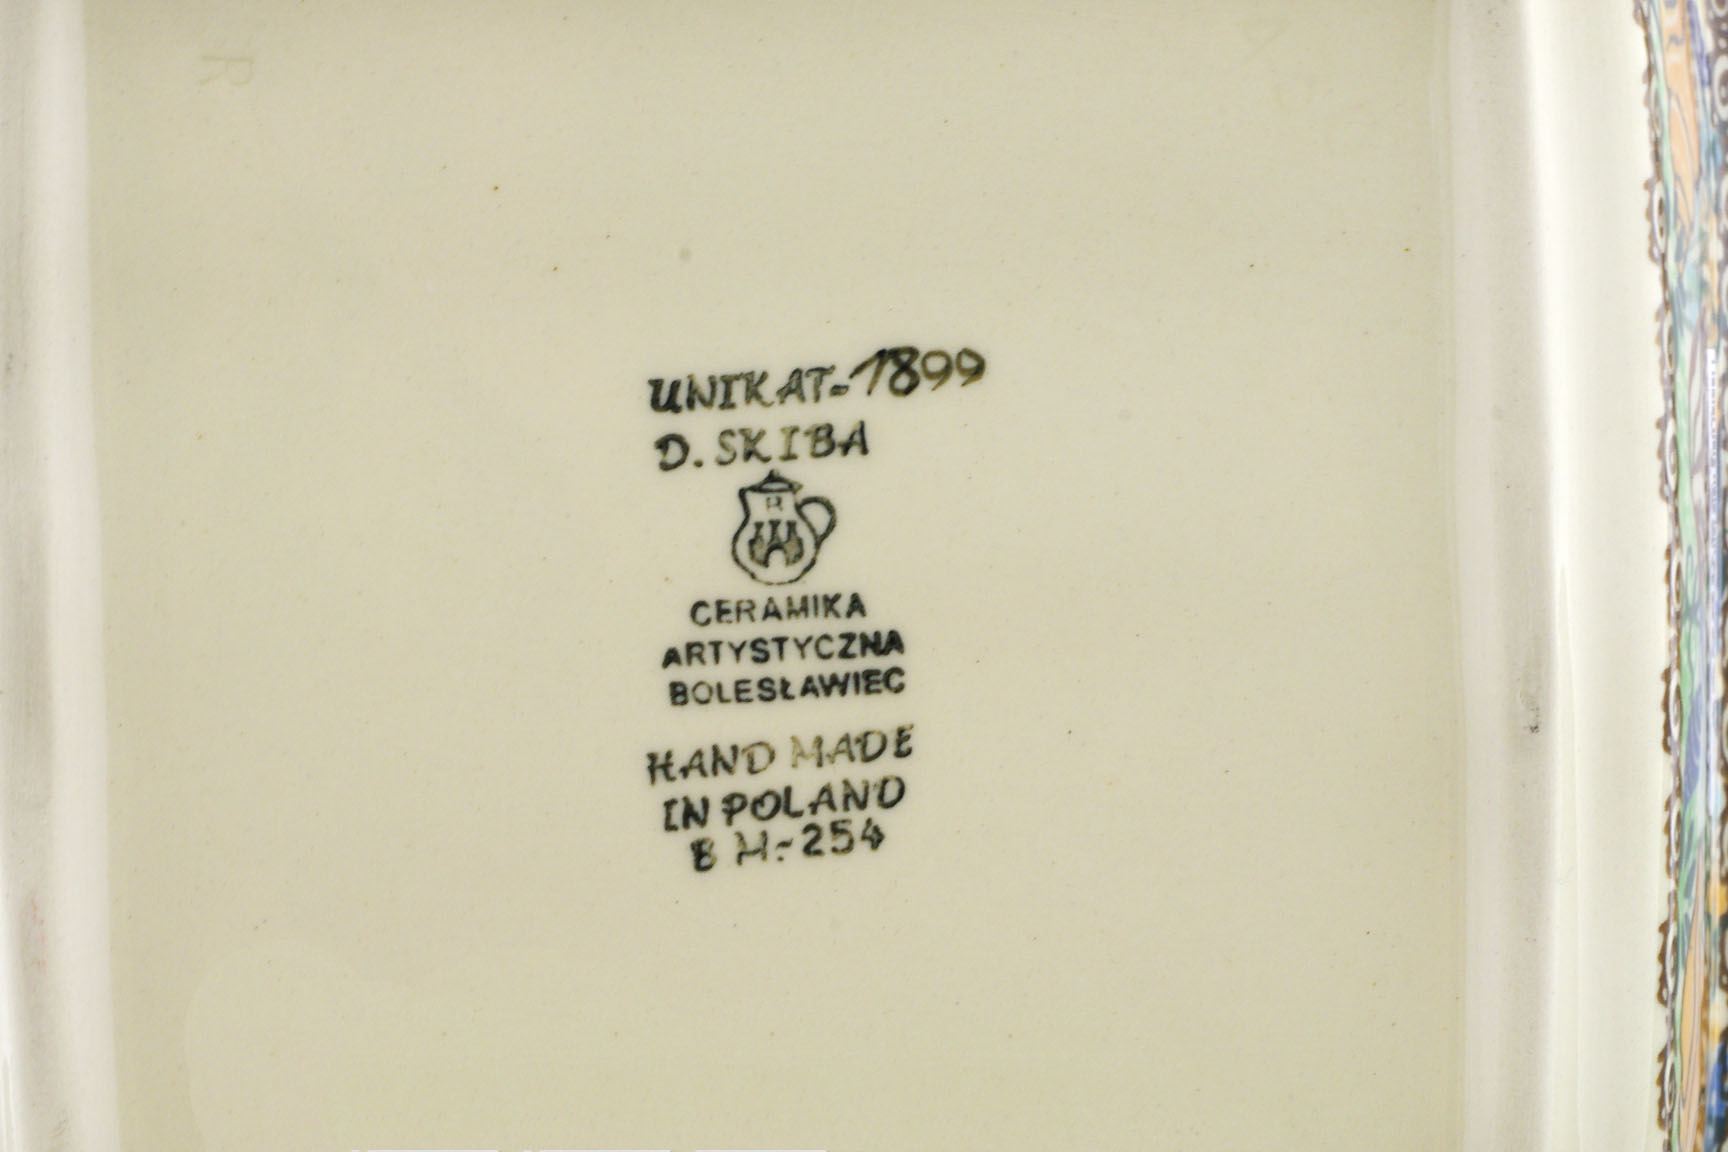 UNIKAT-1899
D. SKIBA
R
CERAMIKA
ARTYSTYCZNA
BOLESŁAWIEC
HAND MADE
IN POLAND
B H-254
R